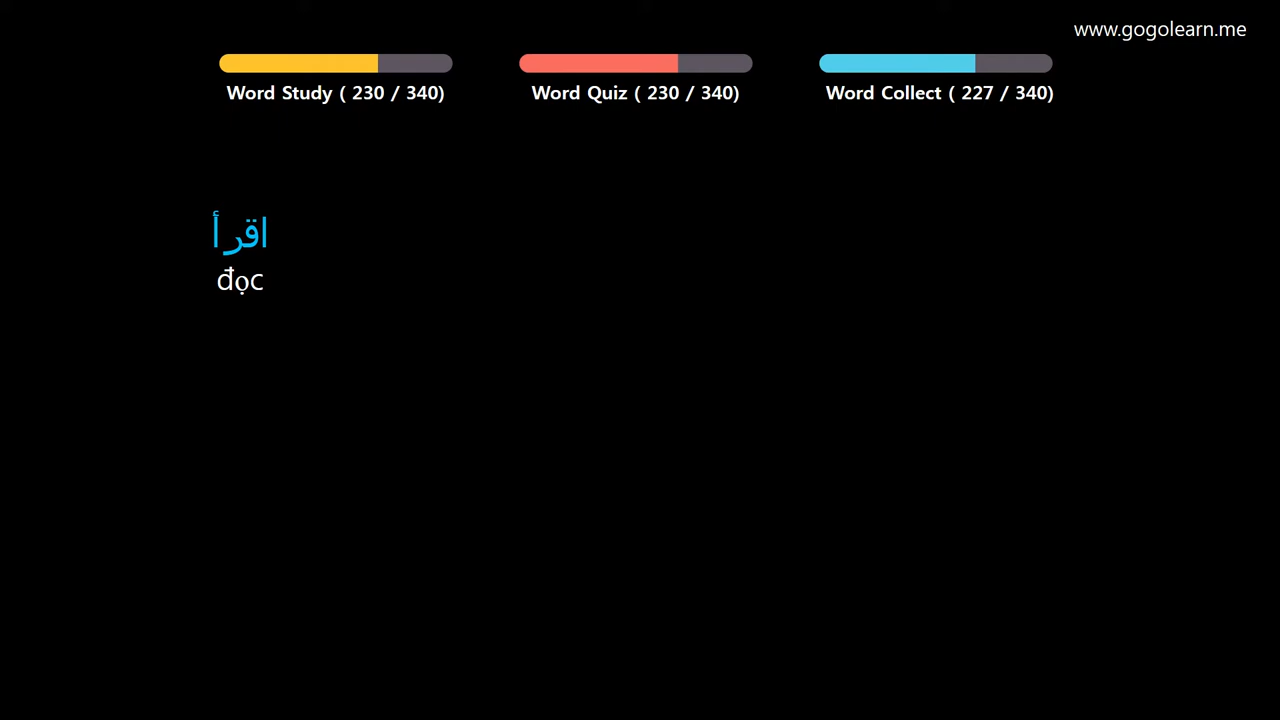 www.gogolearn.me
Word Study ( 230 / 340)
Word Quiz ( 230 / 340)
Word Collect ( 227 / 340)
اقرأ
đọc